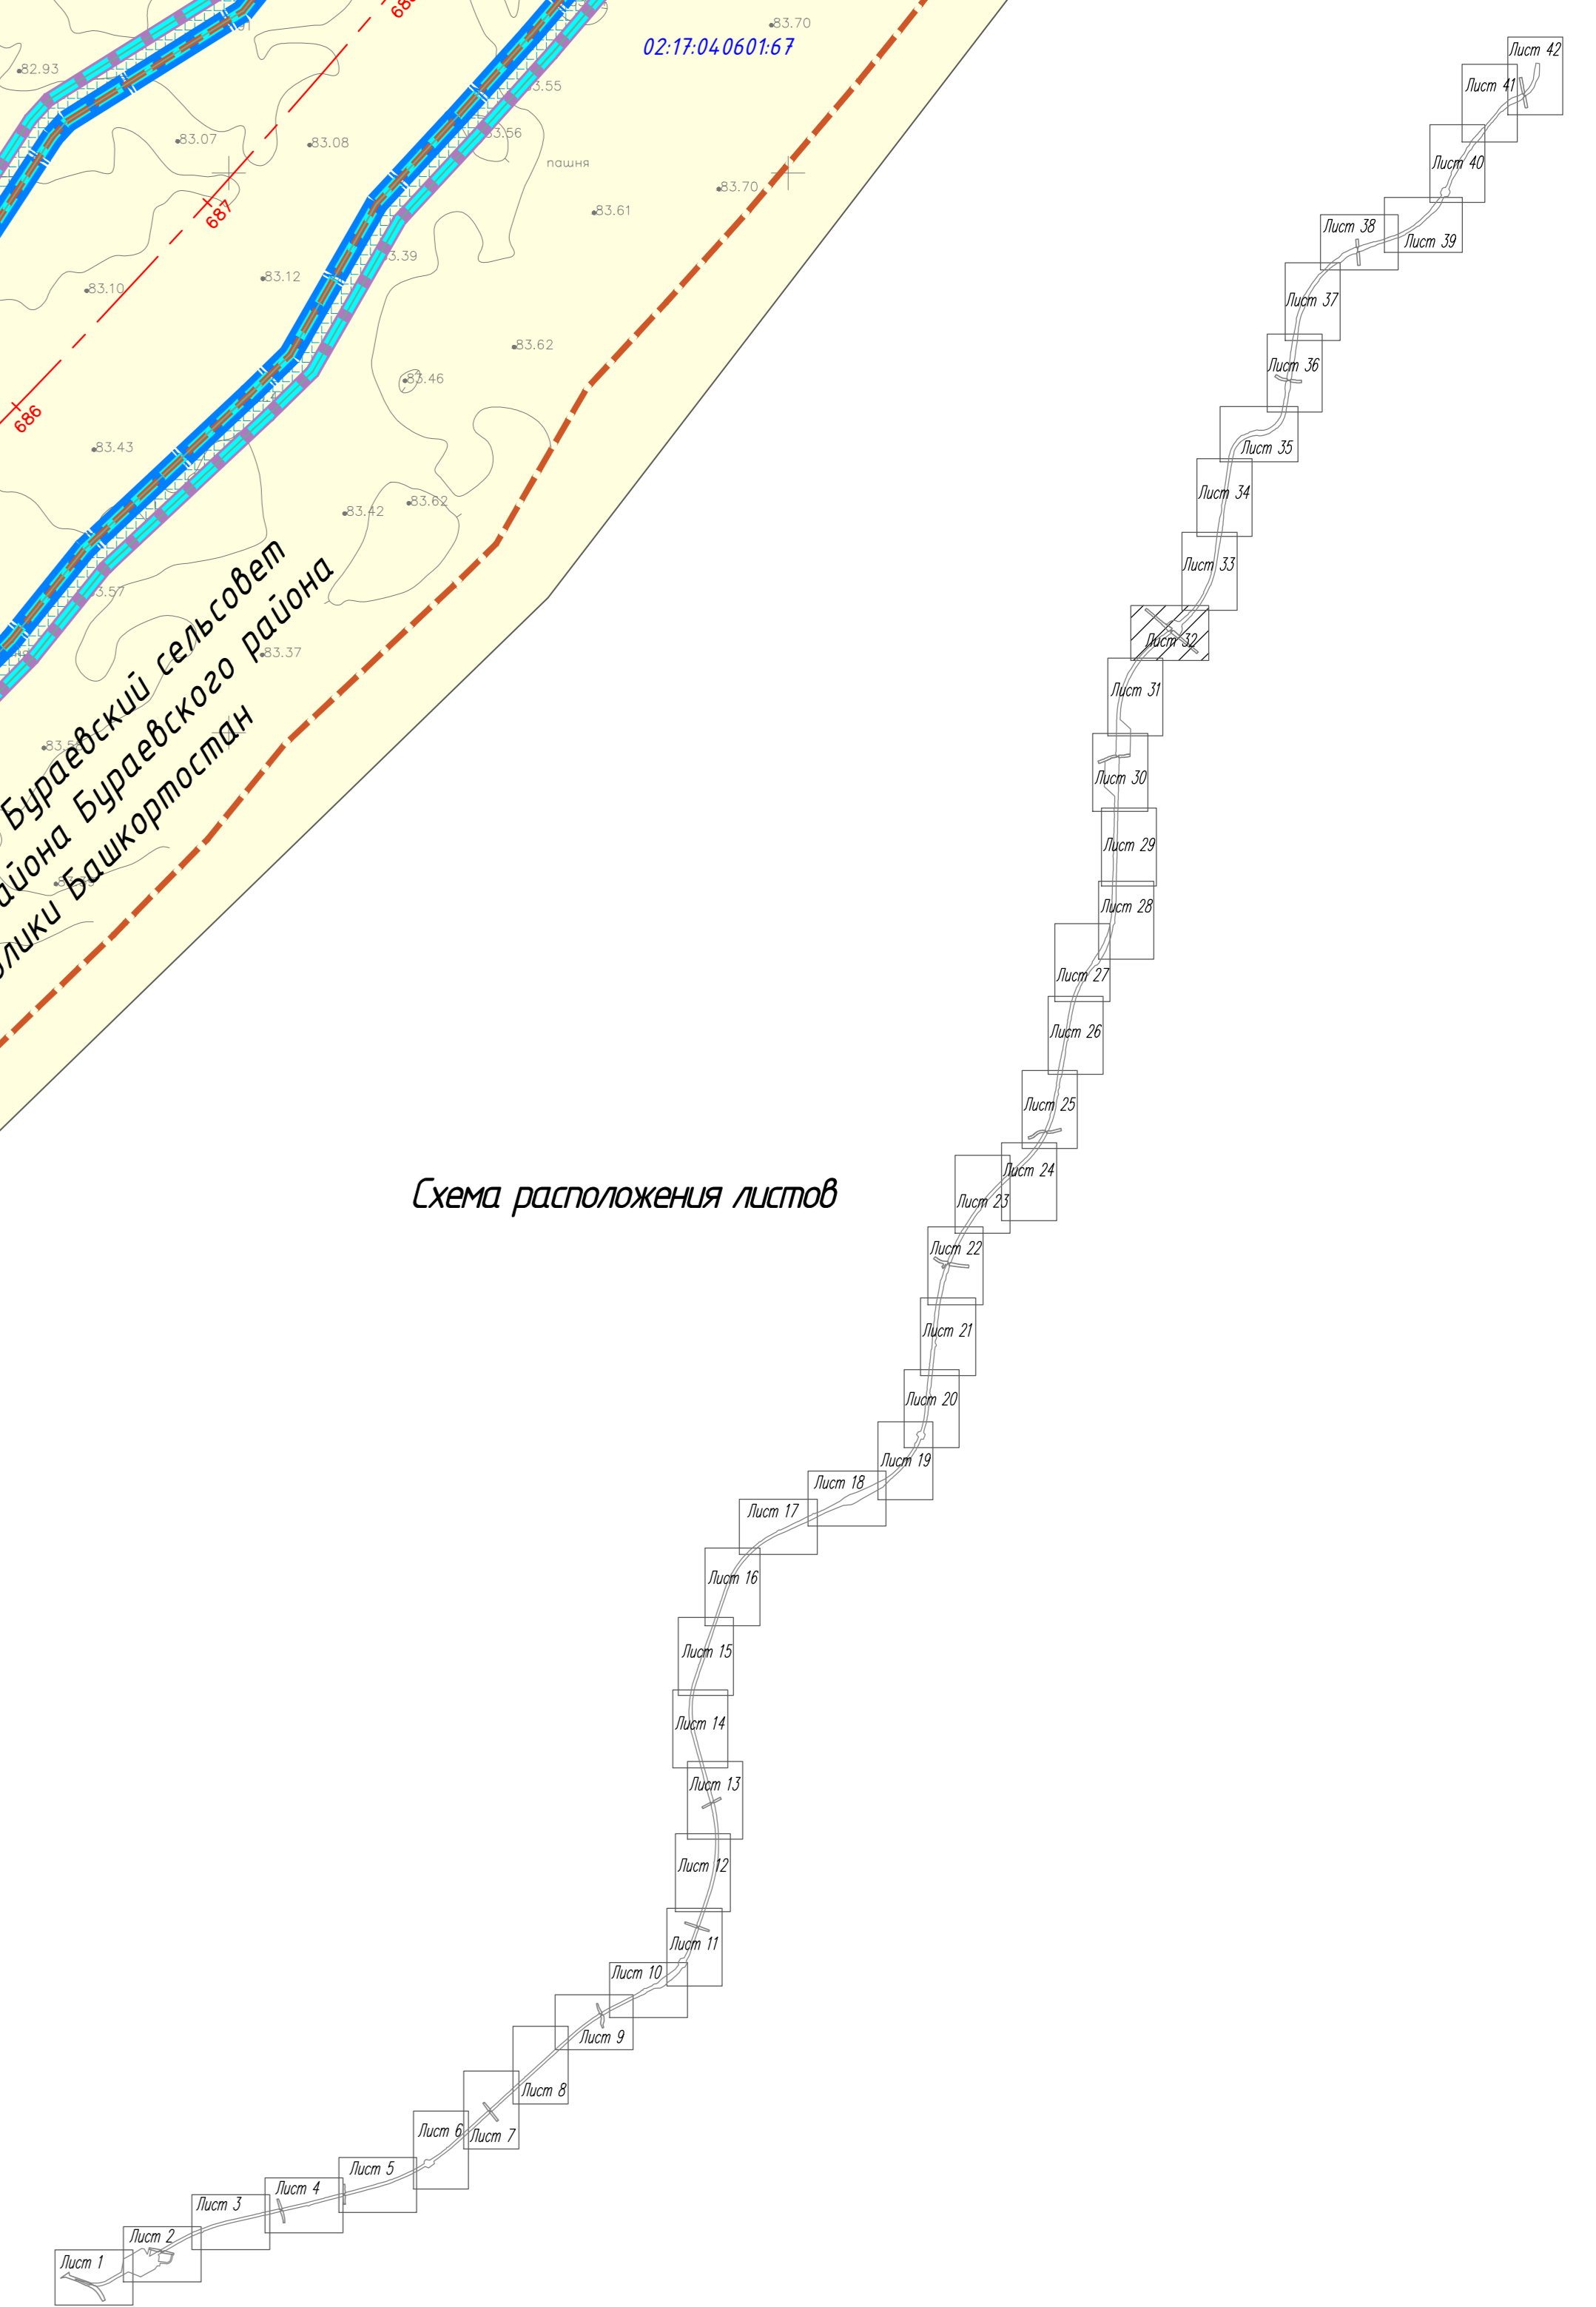 83.70
02:17:040601:67
82.93
83.55
83.56
83.07
83.08
пашня
83.70
83.61
687
3.39
83.12
83.10
83.62
83.46
686
83.43
83.62
83.42
3.57
83.37
Бураевский сельсовет
айона Бураевского района
лики Башкортостан
Схема расположения листов
Лист 42
Лист 41
Лист 40
Лист 39
Лист 38
Лист 37
Лист 36
Лист 35
Лист 34
Лист 33
Лист 32
Лист 31
Лист 30
Лист 29
Лист 28
Лист 27
Лист 26
Лист 25
Лист 24
Лист 23
Лист 22
Лист 21
Лист 20
Лист 19
Лист 18
Лист 17
Лист 16
Лист 15
Лист 14
Лист 13
Лист 12
Лист 11
Лист 10
Лист 9
Лист 8
Лист 7
Лист 6
Лист 5
Лист 4
Лист 3
Лист 2
Лист 1